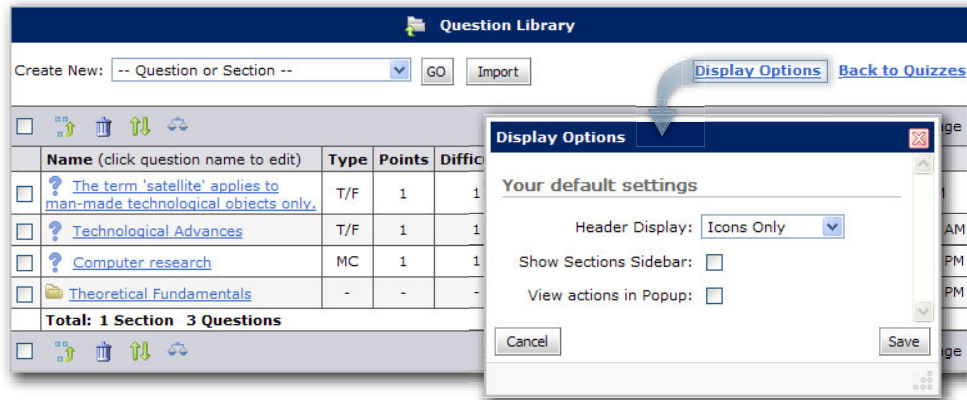 Question Library
Create New: -- Question or Section -- GO Import Display Options Back to Quizzes
Display Options
Name (click question name to edit) Type Points
The term 'satellite' applies to
man-made technological objects only. T/F 1 1
Technological Advances T/F 1 1 AM
Computer research MC 1 1 PM
Theoretical Fundamentals - - - PM
Total: 1 Section 3 Questions
Your default settings
Header Display: Icons Only
Show Sections Sidebar:
View actions in Popup:
Cancel Save